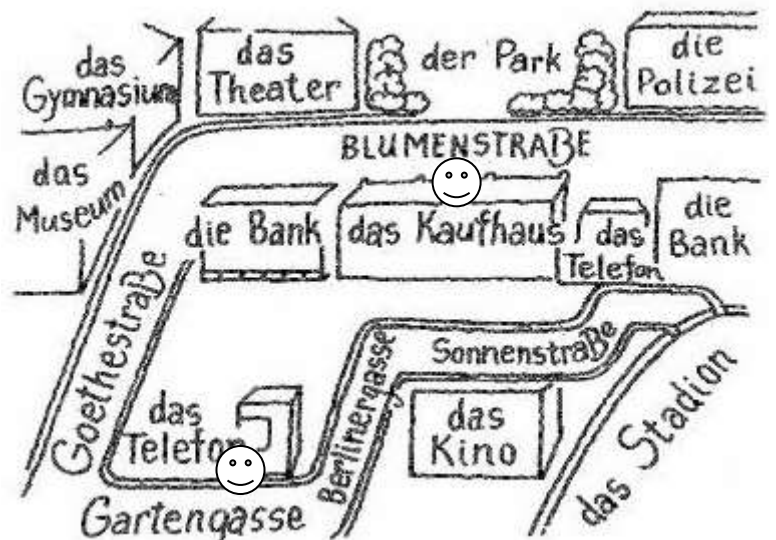 das
Gymnasium
das
Theater
der Park
die
Polizei
BLUMENSTRAßE
das
Museum
die Bank
das Kaufhaus
das
Telefon
die
Bank
Goethestraße
Sonnenstraße
Berlinergasse
das
Telefon
das
Kino
das Stadion
Gartengasse